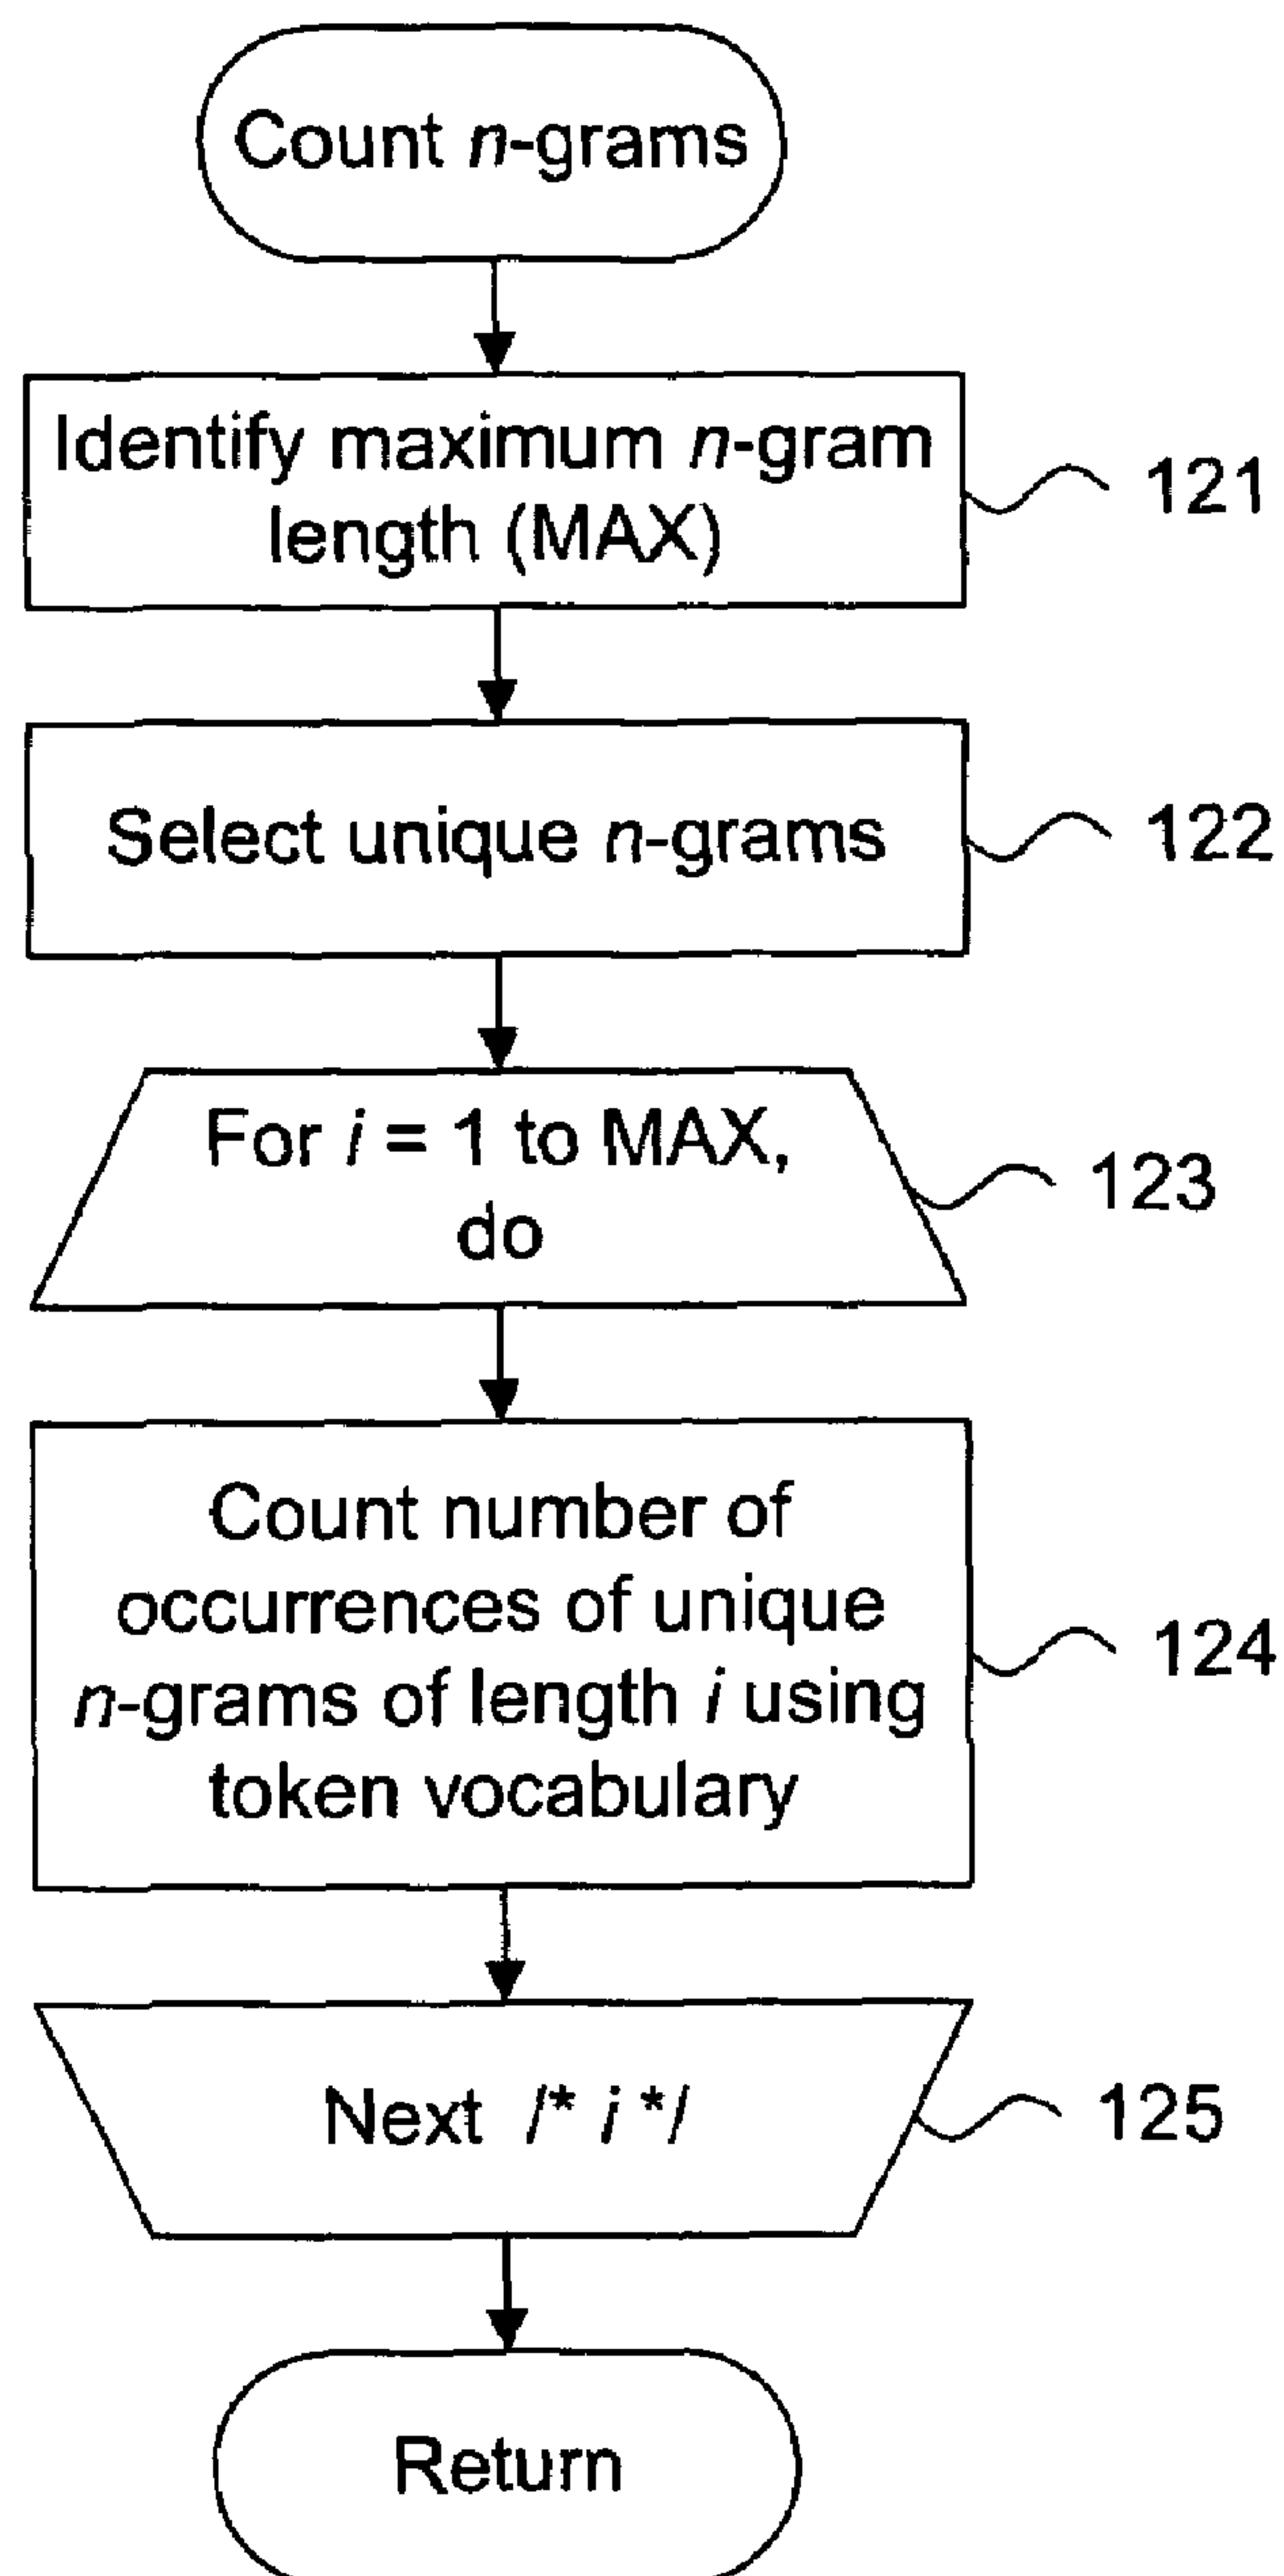 Count n-grams
Identify maximum n-gram
length (MAX)
121
Select unique n-grams
122
For i = 1 to MAX,
do
123
Count number of
occurrences of unique
n-grams of length i using
token vocabulary
124
Next /* i */
125
Return